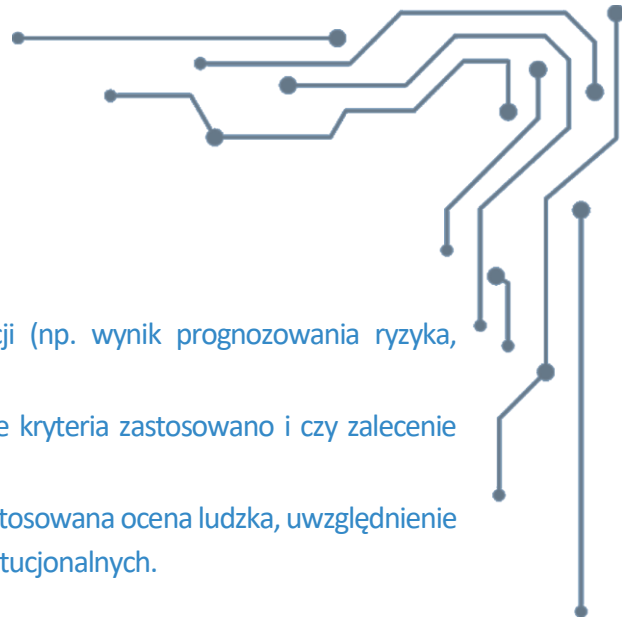 ji (np. wynik prognozowania ryzyka,
e kryteria zastosowano i czy zalecenie
tosowana ocena ludzka, uwzględnienie
tucjonalnych.